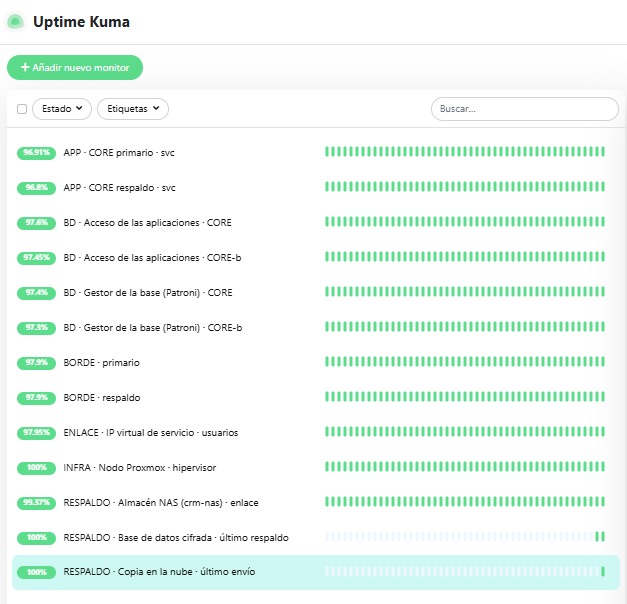 Uptime Kuma
+ Añadir nuevo monitor
Estado Etiquetas Buscar...
96.91% APP · CORE primario · svc
96.8% APP · CORE respaldo · svc
97.6% BD · Acceso de las aplicaciones · CORE
97.45% BD · Acceso de las aplicaciones · CORE-b
97.4% BD · Gestor de la base (Patroni) · CORE
97.3% BD · Gestor de la base (Patroni) · CORE-b
97.9% BORDE · primario
97.9% BORDE · respaldo
97.95% ENLACE · IP virtual de servicio · usuarios
100% INFRA · Nodo Proxmox · hipervisor
99.37% RESPALDO · Almacén NAS (crm-nas) · enlace
100% RESPALDO · Base de datos cifrada · último respaldo
100% RESPALDO · Copia en la nube · último envío